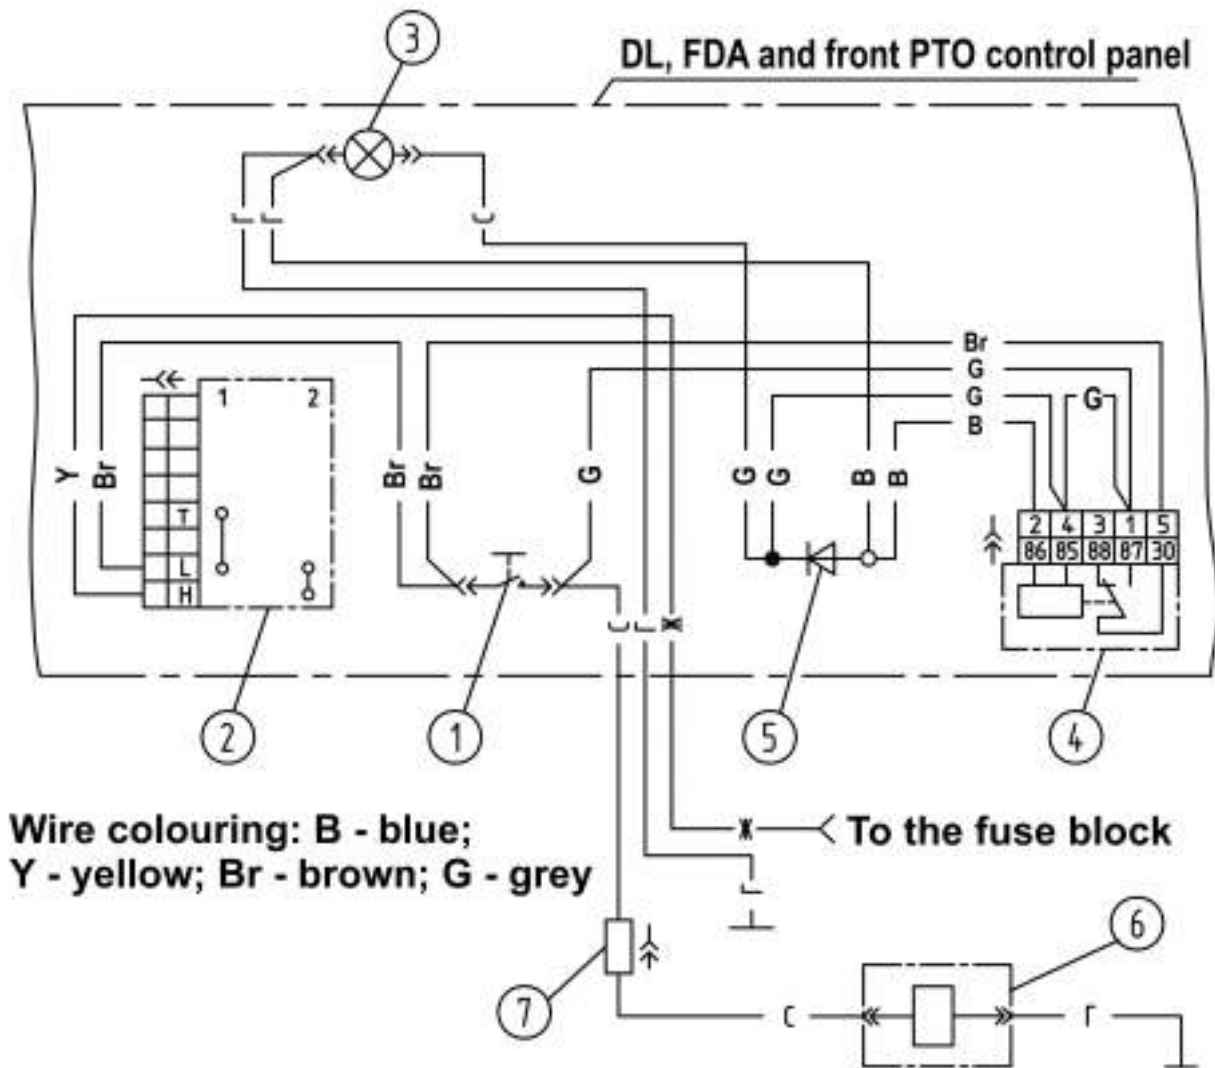 3
DL, FDA and front PTO control panel
Г Г С
Br
G
G G
B
1 2
Y Br Br Br G G G B B
T
L
H
2 4 3 1 5
86 85 88 87 30
С Г Ж
2 1 5 4
Wire colouring: B - blue;
Y - yellow; Br - brown; G - grey
Ж To the fuse block
Г
6
7
С Г